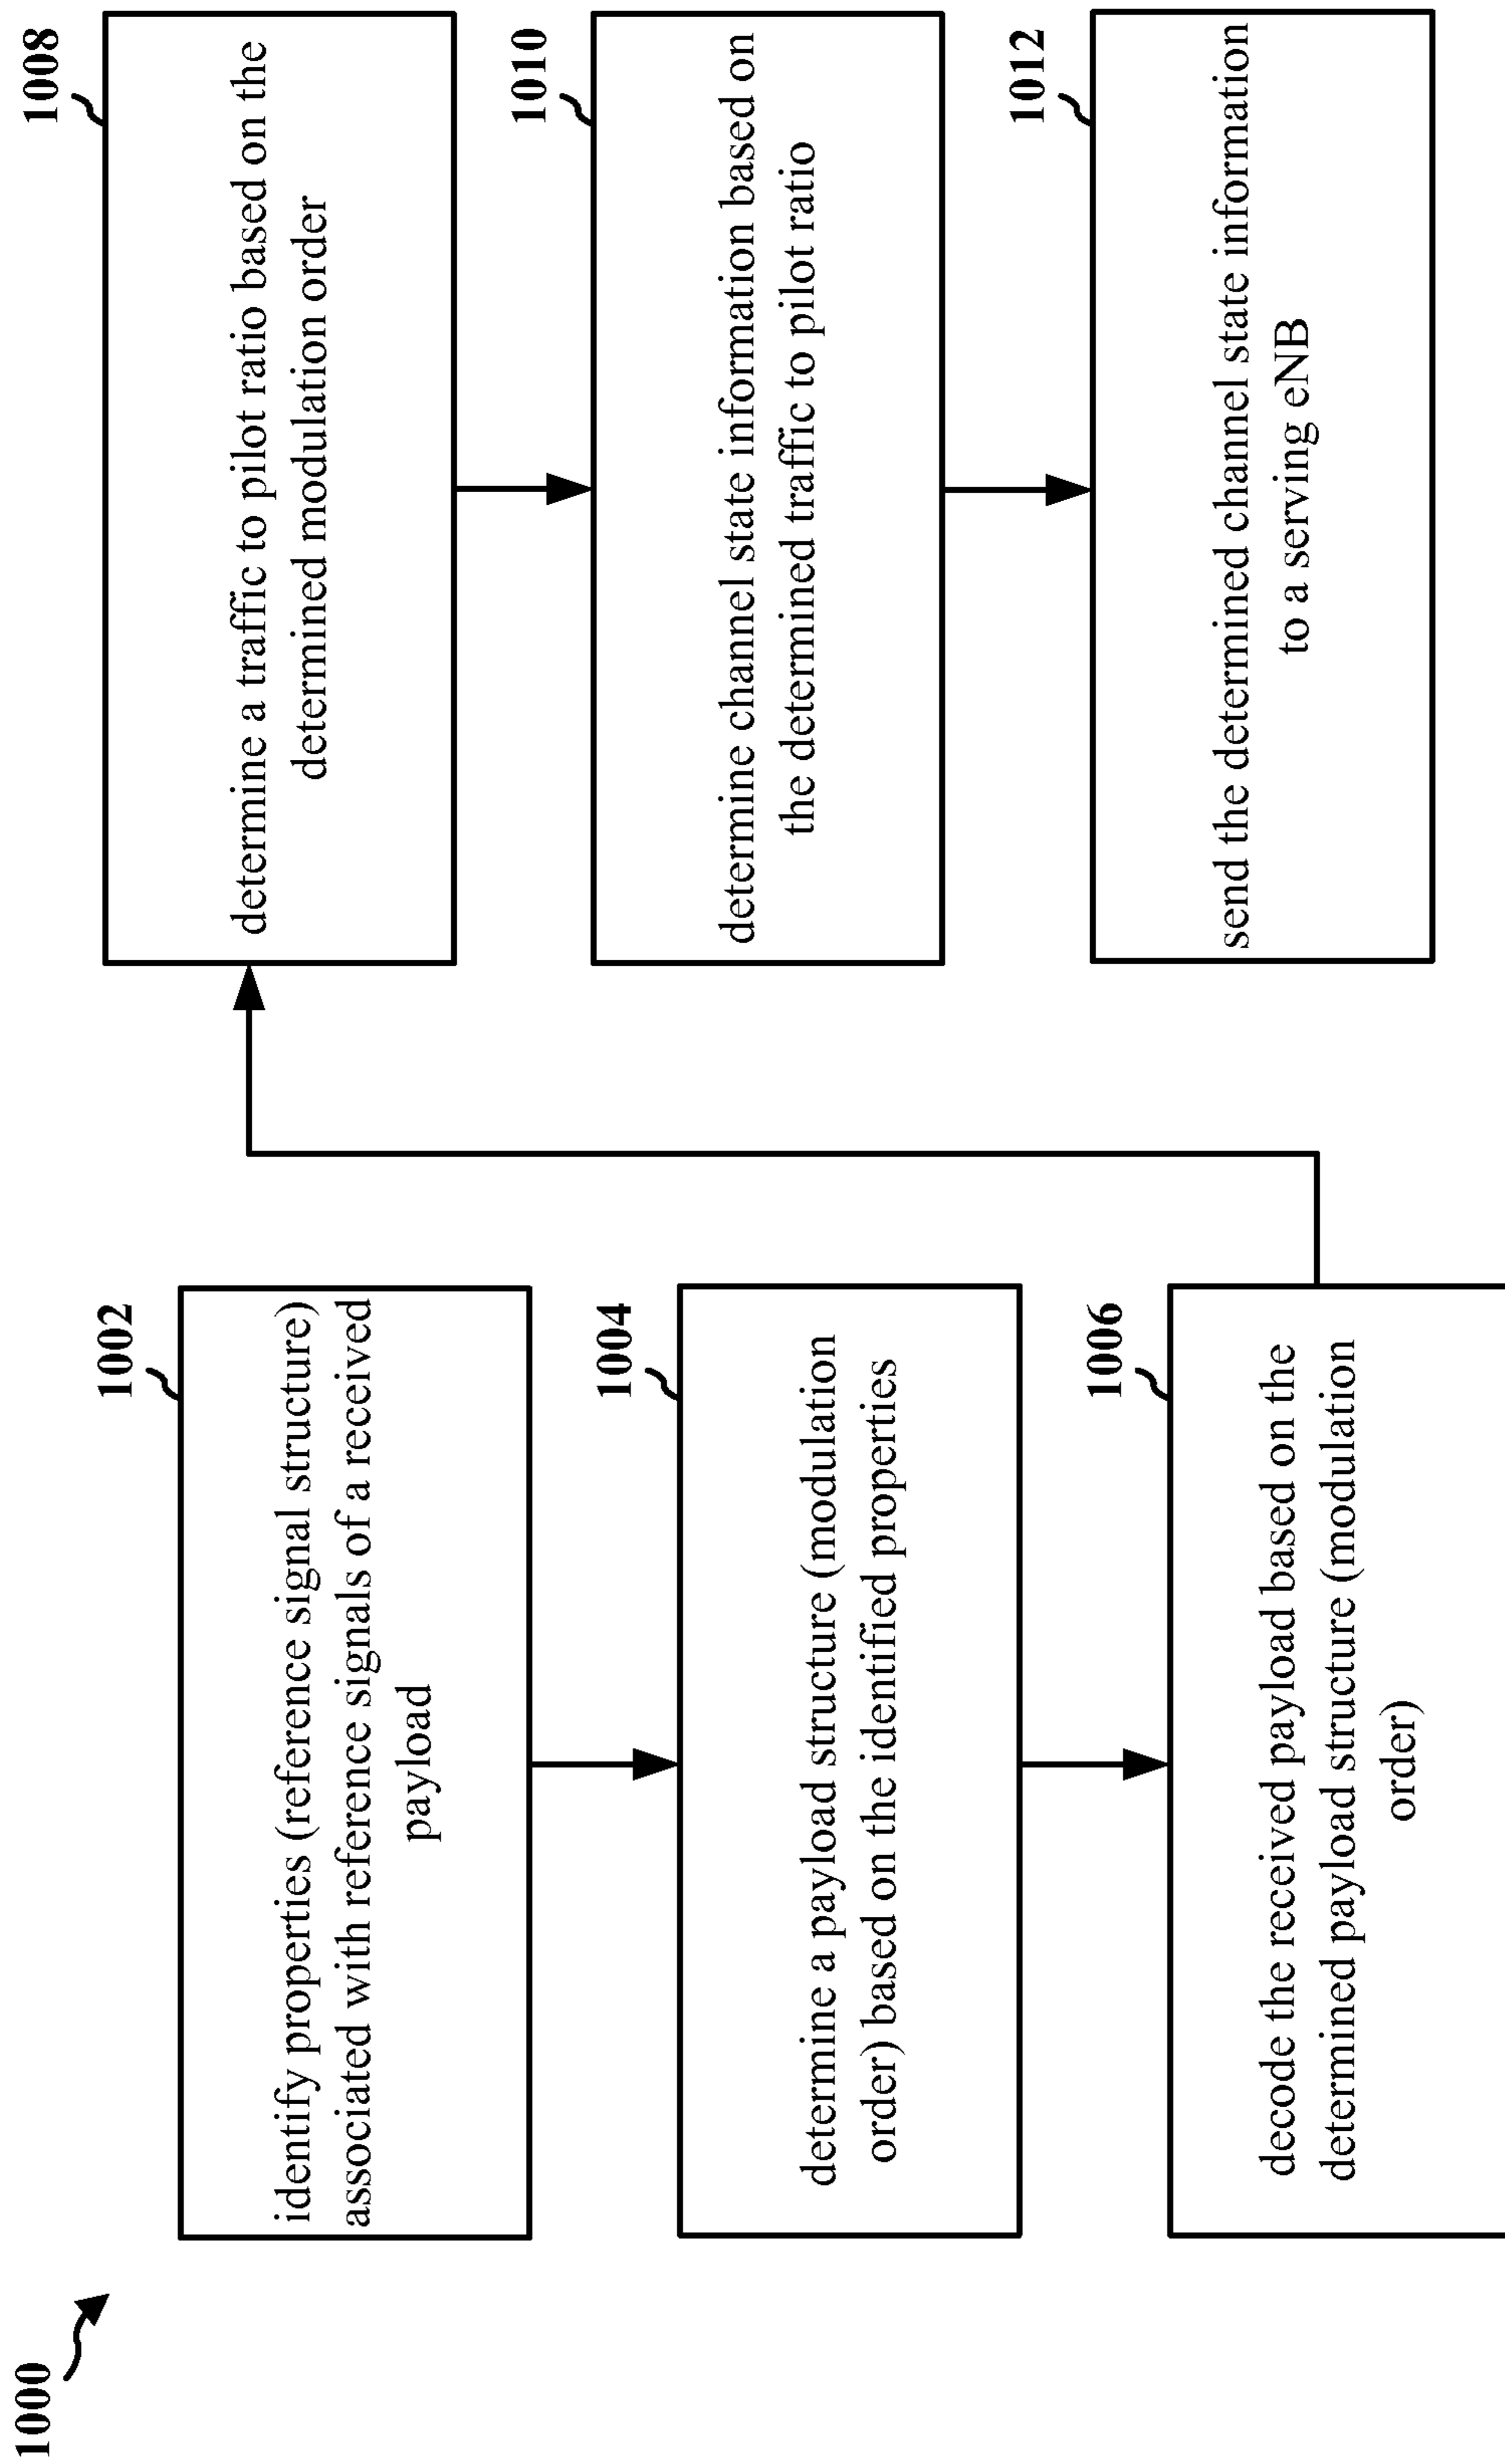 1000
1002
identify properties (reference signal structure)
associated with reference signals of a received
payload
1004
determine a payload structure (modulation
order) based on the identified properties
1006
decode the received payload based on the
determined payload structure (modulation
order)
1008
determine a traffic to pilot ratio based on the
determined modulation order
1010
determine channel state information based on
the determined traffic to pilot ratio
1012
send the determined channel state information
to a serving eNB